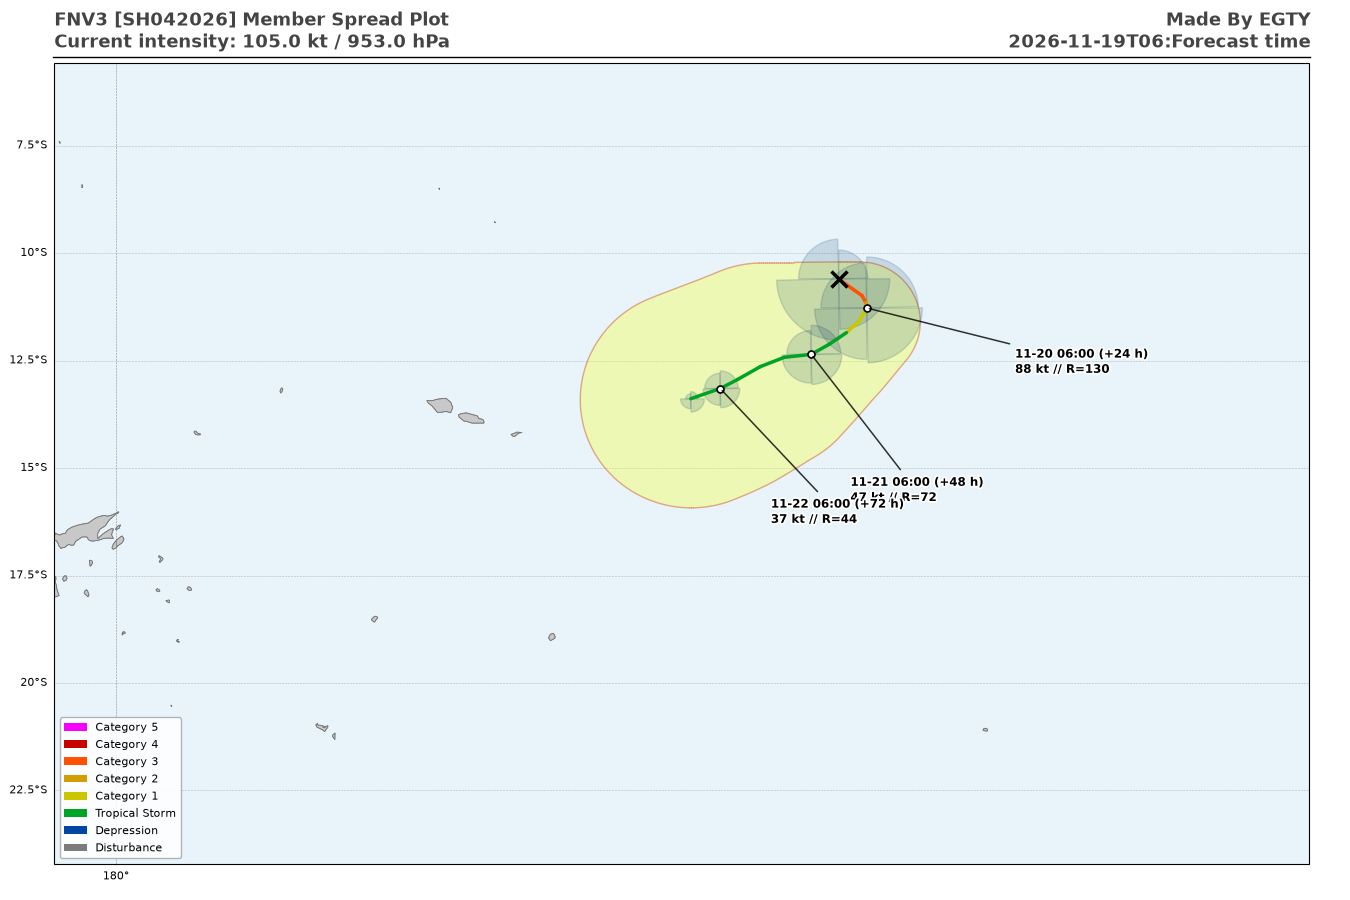 FNV3 [SH042026] Member Spread Plot
Current intensity: 105.0 kt / 953.0 hPa
Made By EGTY
2026-11-19T06:Forecast time
7.5°S
10°S
12.5°S
15°S
17.5°S
20°S
22.5°S
180°
11-20 06:00 (+24 h)
88 kt // R=130
11-21 06:00 (+48 h)
47 kt // R=72
11-22 06:00 (+72 h)
37 kt // R=44
Category 5
Category 4
Category 3
Category 2
Category 1
Tropical Storm
Depression
Disturbance